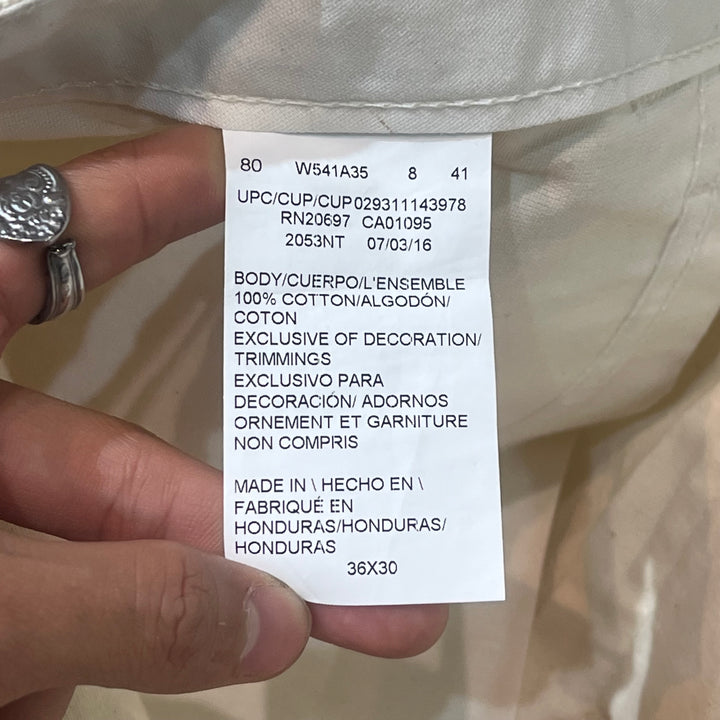 80 W541A35 8 41
UPC/CUP/CUP029311143978
RN20697 CA01095
2053NT 07/03/16
BODY/CUERPO/L'ENSEMBLE
100% COTTON/ALGODÓN/
COTON
EXCLUSIVE OF DECORATION/
TRIMMINGS
EXCLUSIVO PARA
DECORACIÓN/ ADORNOS
ORNEMENT ET GARNITURE
NON COMPRIS
MADE IN \ HECHO EN \
FABRIQUÉ EN
HONDURAS/HONDURAS/
HONDURAS
36X30